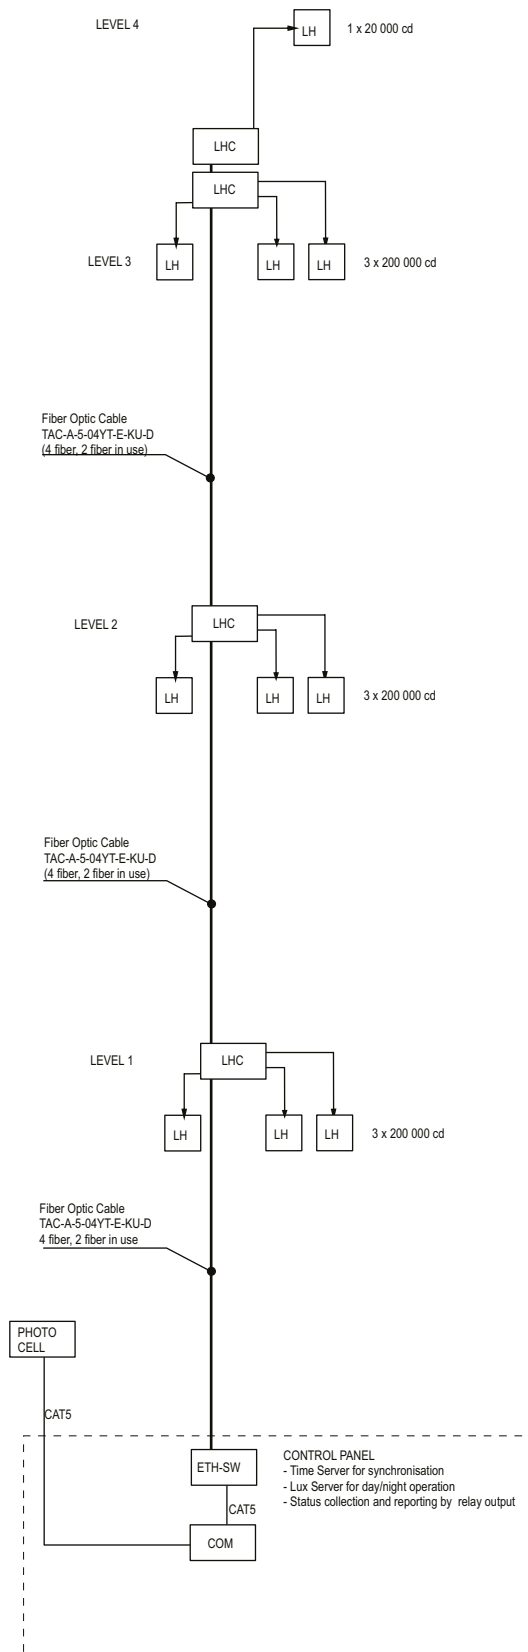 LEVEL 4
LH
1 x 20 000 cd
LHC
LHC
LEVEL 3
LH
LH
LH
3 x 200 000 cd
Fiber Optic Cable
TAC-A-5-04YT-E-KU-D
(4 fiber, 2 fiber in use)
LEVEL 2
LHC
LH
LH
LH
3 x 200 000 cd
Fiber Optic Cable
TAC-A-5-04YT-E-KU-D
(4 fiber, 2 fiber in use)
LEVEL 1
LHC
LH
LH
LH
3 x 200 000 cd
Fiber Optic Cable
TAC-A-5-04YT-E-KU-D
4 fiber, 2 fiber in use
PHOTO
CELL
CAT5
ETH-SW
CAT5
COM
CONTROL PANEL
- Time Server for synchronisation
- Lux Server for day/night operation
- Status collection and reporting by relay output